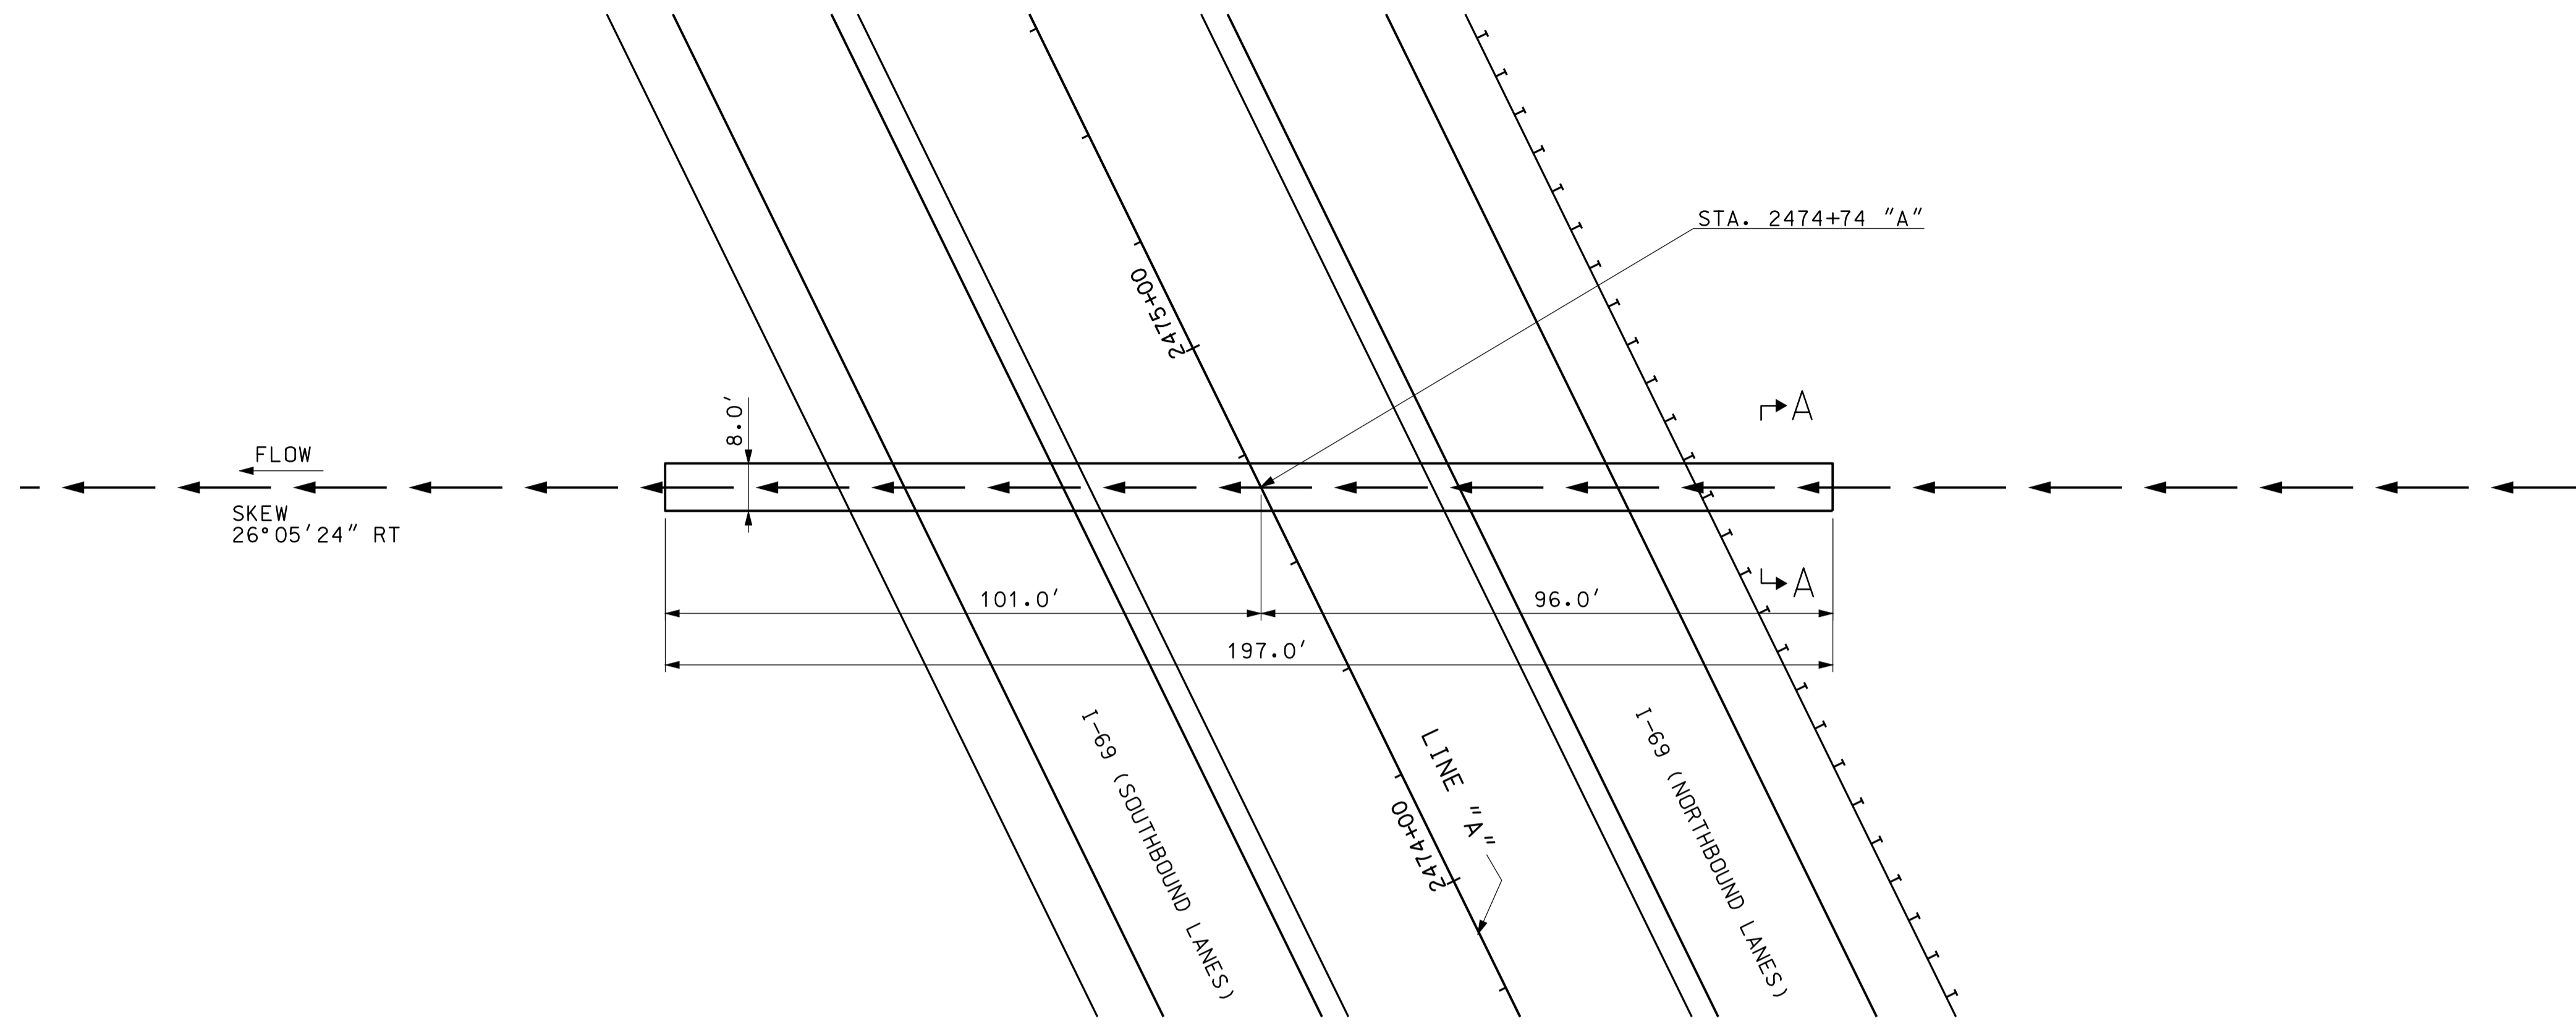 STA. 2474+74 "A"
2475+00
A
8.0'
FLOW
SKEW
26°05'24" RT
A
101.0'
96.0'
197.0'
I-69 (SOUTHBOUND LANES)
LINE "A"
2474+00
I-69 (NORTHBOUND LANES)